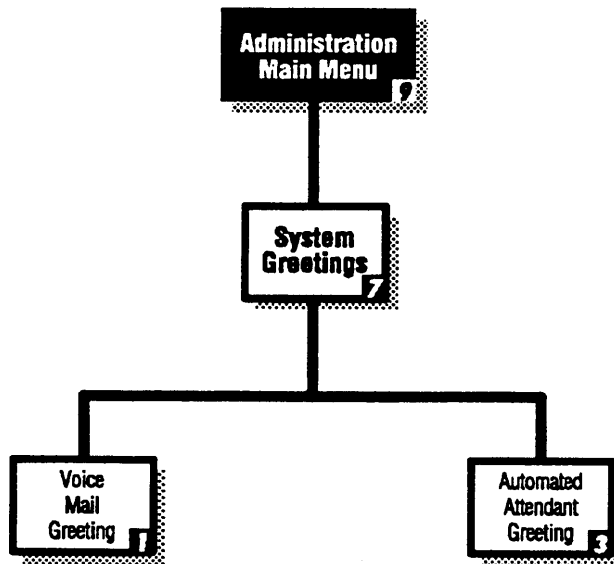 Administration
Main Menu
9
System
Greetings
7
Voice
Mail
Greeting
1
Automated
Attendant
Greeting
3